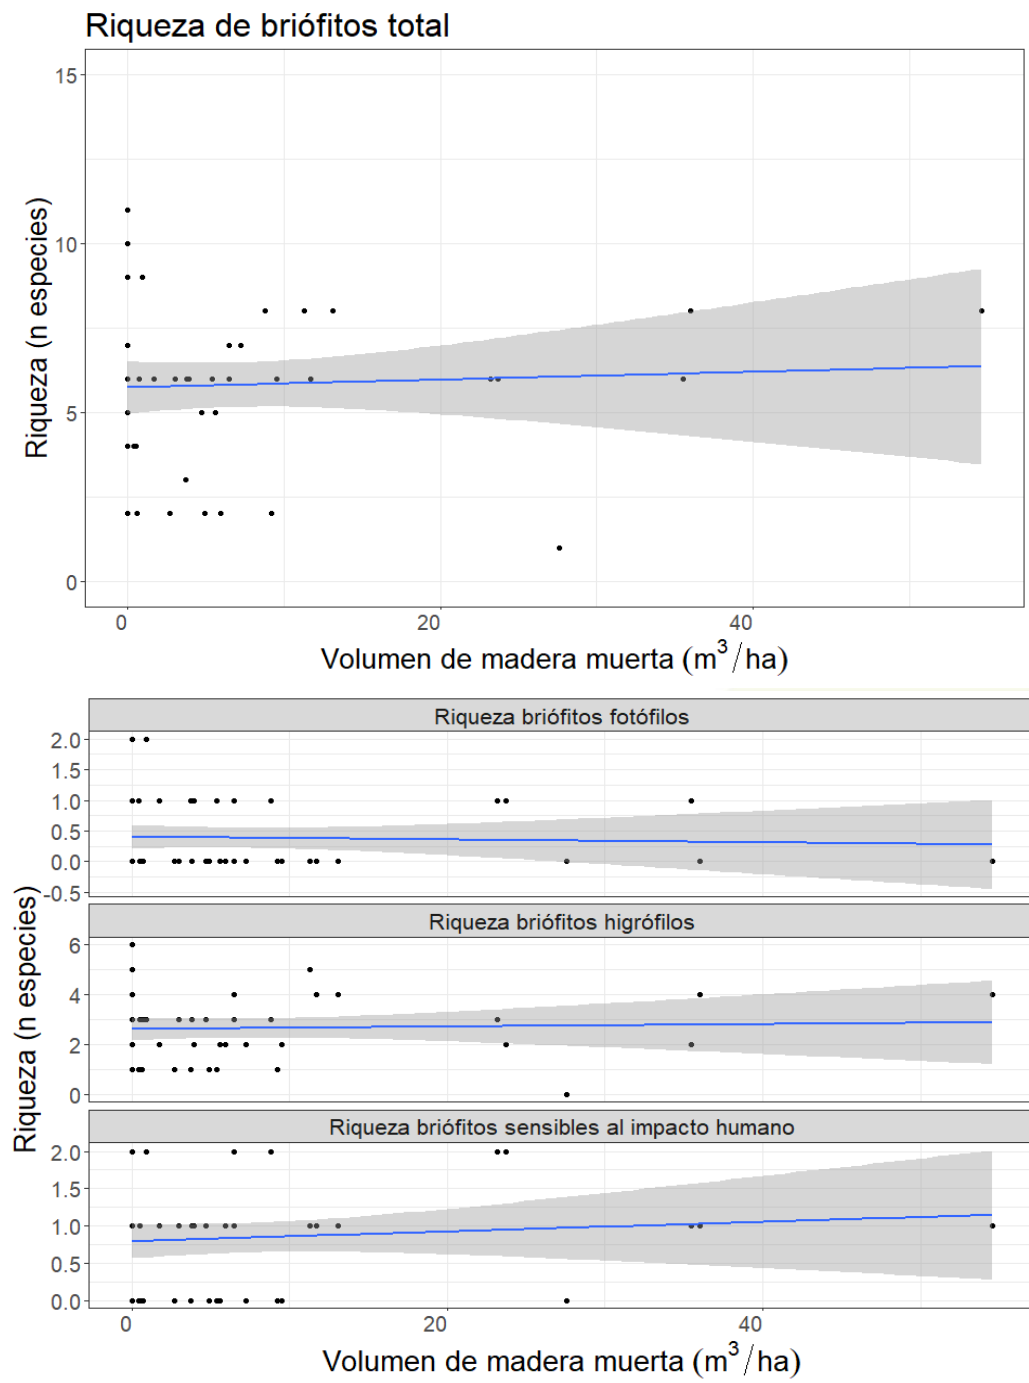 Riqueza de briófitos total
15
10
5
0
Riqueza (n especies)
0 20 40
Volumen de madera muerta (m³/ha)
Riqueza briófitos fotófilos
2.0
1.5
1.0
0.5
0.0
-0.5
Riqueza briófitos higrófilos
6
4
2
0
Riqueza (n especies)
Riqueza briófitos sensibles al impacto humano
2.0
1.5
1.0
0.5
0.0
0 20 40
Volumen de madera muerta (m³/ha)